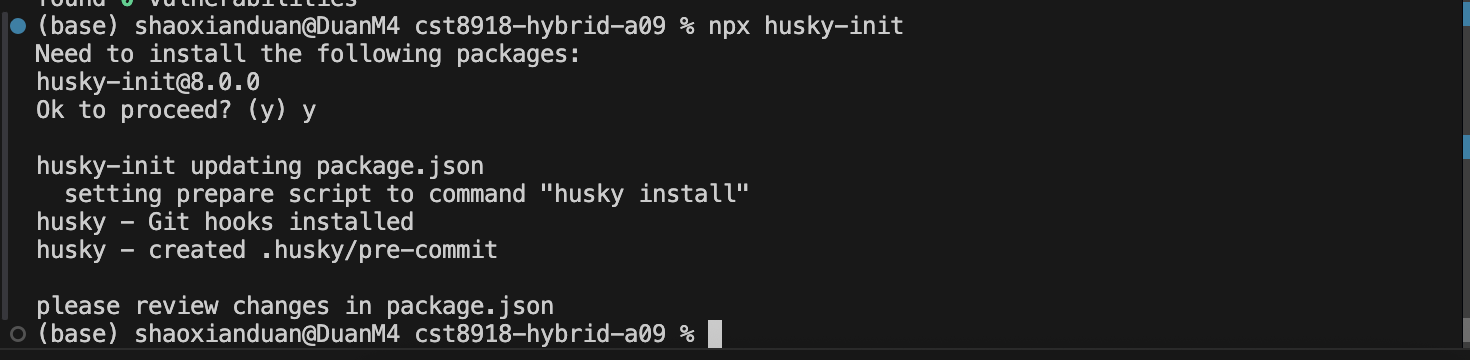 found 0 vulnerabilities
(base) shaoxianduan@DuanM4 cst8918-hybrid-a09 % npx husky-init
Need to install the following packages:
husky-init@8.0.0
Ok to proceed? (y) y
husky-init updating package.json
  setting prepare script to command "husky install"
husky - Git hooks installed
husky - created .husky/pre-commit
please review changes in package.json
(base) shaoxianduan@DuanM4 cst8918-hybrid-a09 %